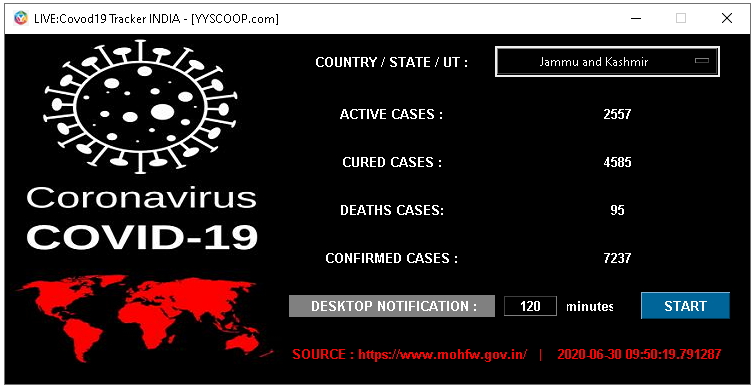 LIVE:Covod19 Tracker INDIA - [YYSCOOP.com]
COUNTRY / STATE / UT : Jammu and Kashmir
ACTIVE CASES : 2557
CURED CASES : 4585
Coronavirus
COVID-19
DEATHS CASES: 95
CONFIRMED CASES : 7237
DESKTOP NOTIFICATION : 120 minutes START
SOURCE : https://www.mohfw.gov.in/ | 2020-06-30 09:50:19.791287